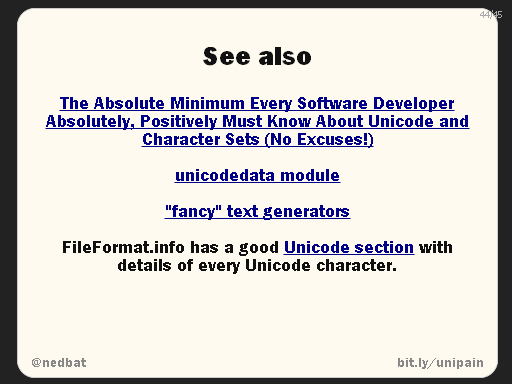 44/45
See also
The Absolute Minimum Every Software Developer
Absolutely, Positively Must Know About Unicode and
Character Sets (No Excuses!)
unicodedata module
"fancy" text generators
FileFormat.info has a good Unicode section with
details of every Unicode character.
@nedbat
bit.ly/unipain